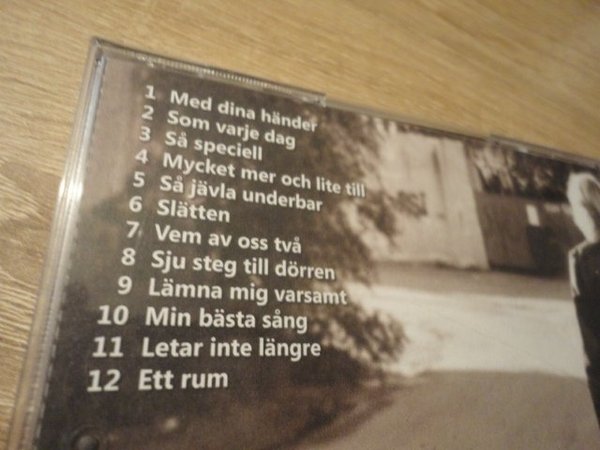 1 Med dina händer
2 Som varje dag
3 Så speciell
4 Mycket mer och lite till
5 Så jävla underbar
6 Slätten
7 Vem av oss två
8 Sju steg till dörren
9 Lämna mig varsamt
10 Min bästa sång
11 Letar inte längre
12 Ett rum